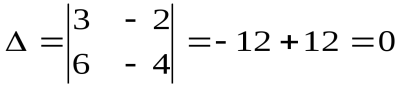 Δ = |3 - 2| = - 12 + 12 = 0
|6 - 4|